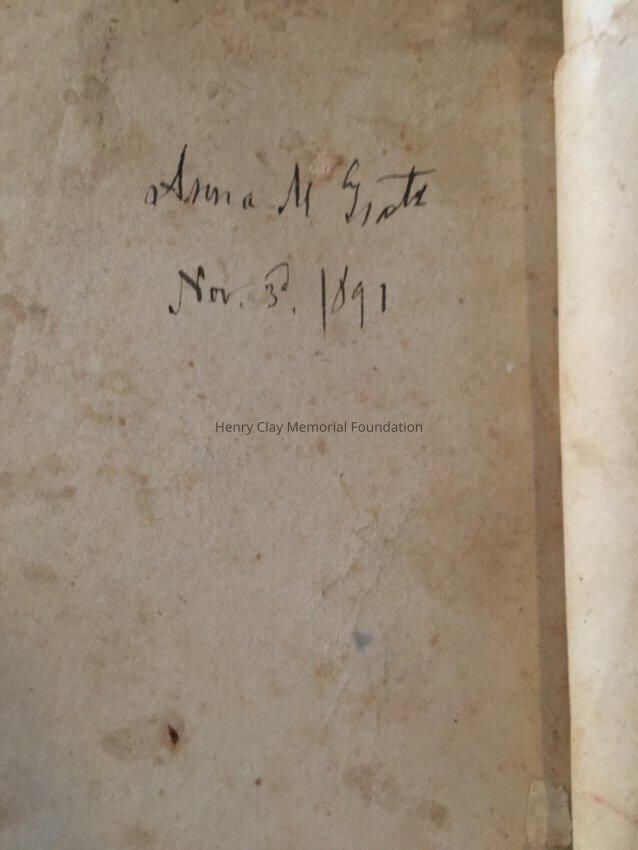 Anna M Gratz
Nov. 3d. 1891
Henry Clay Memorial Foundation